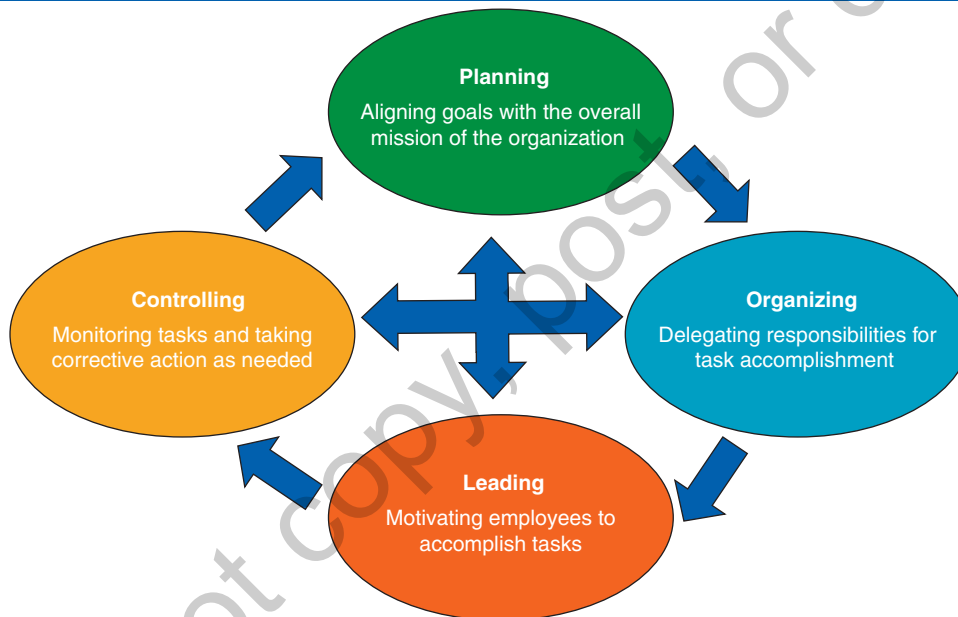 Planning
Aligning goals with the overall
mission of the organization
Controlling
Monitoring tasks and taking
corrective action as needed
Organizing
Delegating responsibilities for
task accomplishment
Leading
Motivating employees to
accomplish tasks
ot copy, post, or